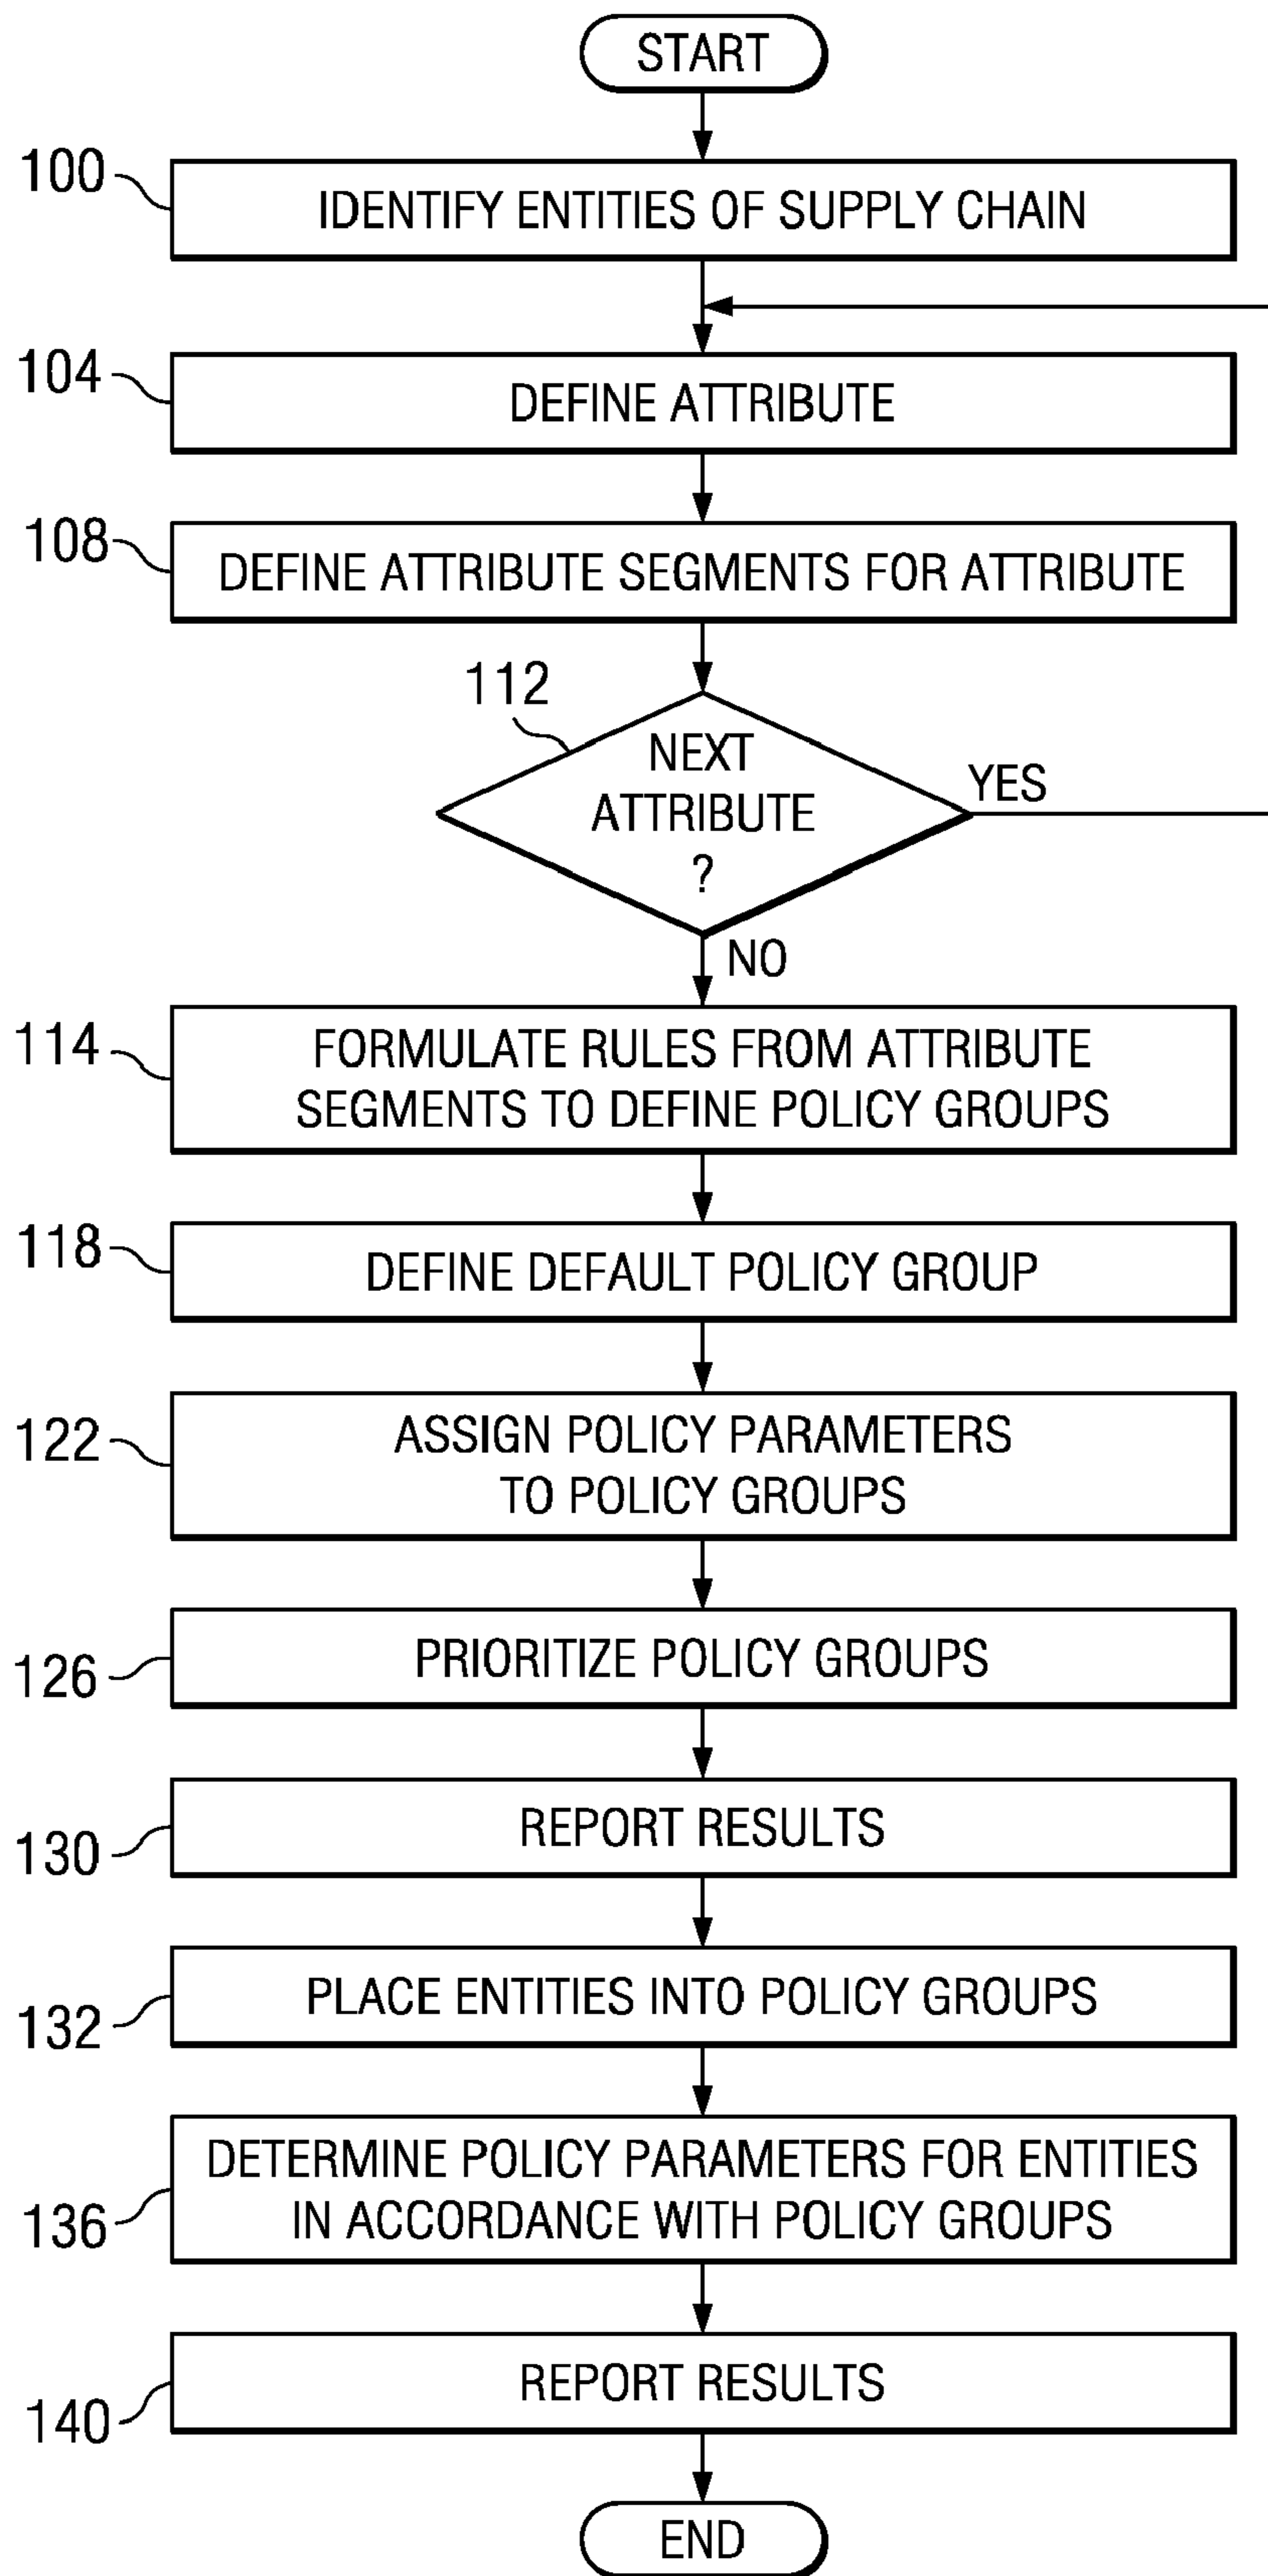 START
100
IDENTIFY ENTITIES OF SUPPLY CHAIN
104
DEFINE ATTRIBUTE
108
DEFINE ATTRIBUTE SEGMENTS FOR ATTRIBUTE
112
NEXT
ATTRIBUTE
?
YES
NO
114
FORMULATE RULES FROM ATTRIBUTE
SEGMENTS TO DEFINE POLICY GROUPS
118
DEFINE DEFAULT POLICY GROUP
122
ASSIGN POLICY PARAMETERS
TO POLICY GROUPS
126
PRIORITIZE POLICY GROUPS
130
REPORT RESULTS
132
PLACE ENTITIES INTO POLICY GROUPS
136
DETERMINE POLICY PARAMETERS FOR ENTITIES
IN ACCORDANCE WITH POLICY GROUPS
140
REPORT RESULTS
END